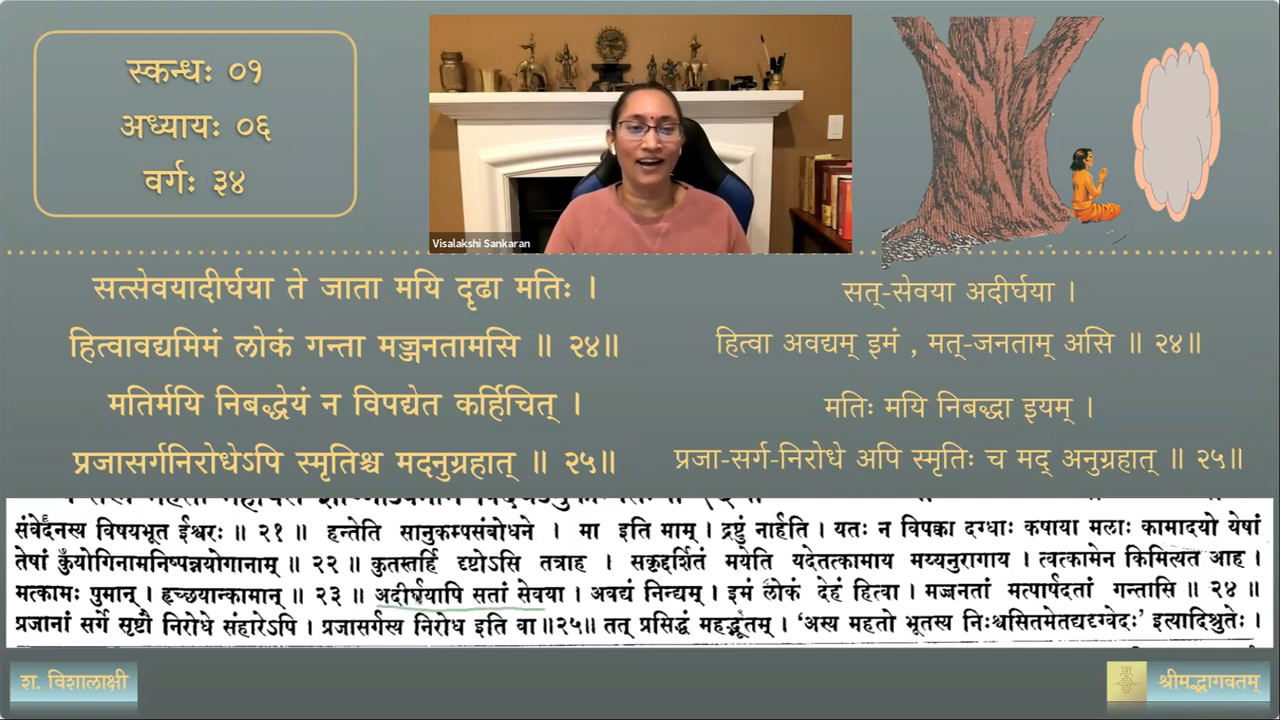 स्कन्धः ०१
अध्यायः ०६
वर्गः ३४
Visalakshi Sankaran
सत्सेवयादीर्घया ते जाता मयि दृढा मतिः ।
हित्वावद्यमिमं लोकं गन्ता मज्जनतामसि ॥ २४॥
मतिर्मयि निबद्धेयं न विपद्येत कर्हिचित् ।
प्रजासर्गनिरोधेऽपि स्मृतिश्च मदनुग्रहात् ॥ २५॥
सत्-सेवया अदीर्घया ।
हित्वा अवद्यम् इमं , मत्-जनताम् असि ॥ २४॥
मतिः मयि निबद्धा इयम् ।
प्रजा-सर्ग-निरोधे अपि स्मृतिः च मद् अनुग्रहात् ॥ २५॥
संवेदनस्य विषयभूत ईश्वरः ॥ २१ ॥ हन्तेति सानुकम्पसंबोधने । मा इति माम् । द्रष्टुं नार्हति । यतः न विपक्वा दग्धाः कषाया मलाः कामादयो येषां
तेषां कुयोगिनामनिष्पन्नयोगानाम् ॥ २२ ॥ कुतस्तर्हि दृष्टोऽसि तत्राह । सकृद्दर्शितं मयेति यदेतत्कामाय मय्यनुरागाय । त्वत्कामेन किमित्यत आह ।
मत्कामः पुमान् । हृच्छयान्कामान् ॥ २३ ॥ अदीर्घयापि सतां सेवया । अवद्यं निन्द्यम् । इमं लोकं देहं हित्वा । मज्जनतां मत्पार्षदतां गन्तासि ॥ २४ ॥
प्रजानां सर्गे सृष्टौ निरोधे संहारेऽपि । प्रजासर्गस्य निरोध इति वा ॥२५॥ तत् प्रसिद्धं महद्भूतम् । 'अस्य महतो भूतस्य निःश्वसितमेतद्यदृग्वेदः' इत्यादिश्रुतेः ।
श. विशालाक्षी
श्रीमद्भागवतम्